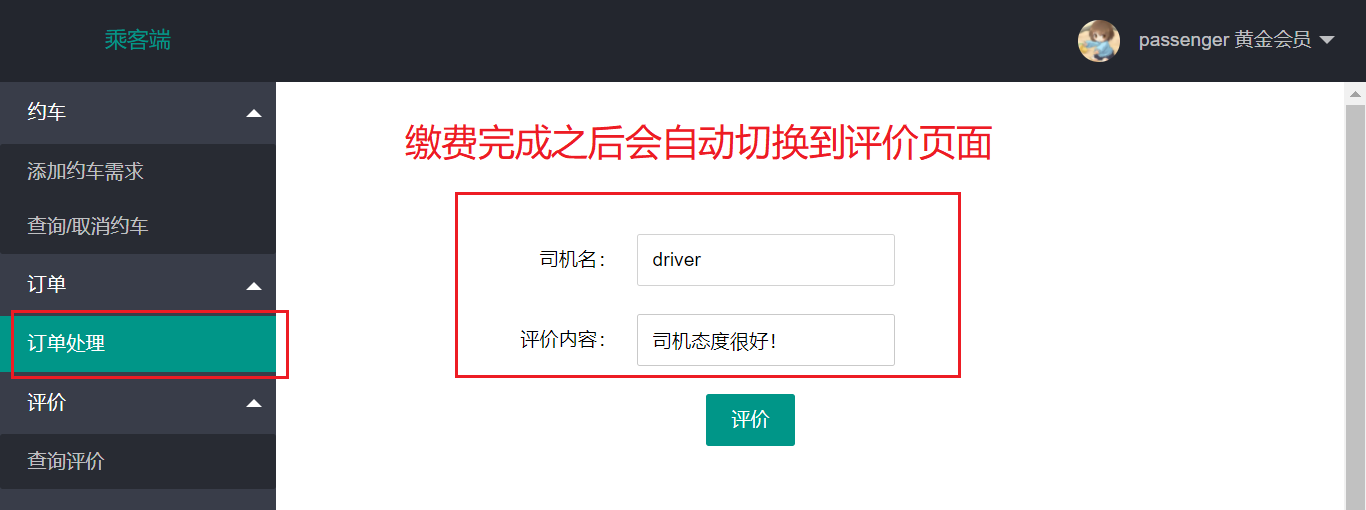 乘客端
passenger 黄金会员
约车
添加约车需求
查询/取消约车
订单
订单处理
评价
查询评价
缴费完成之后会自动切换到评价页面
司机名：
driver
评价内容：
司机态度很好！
评价